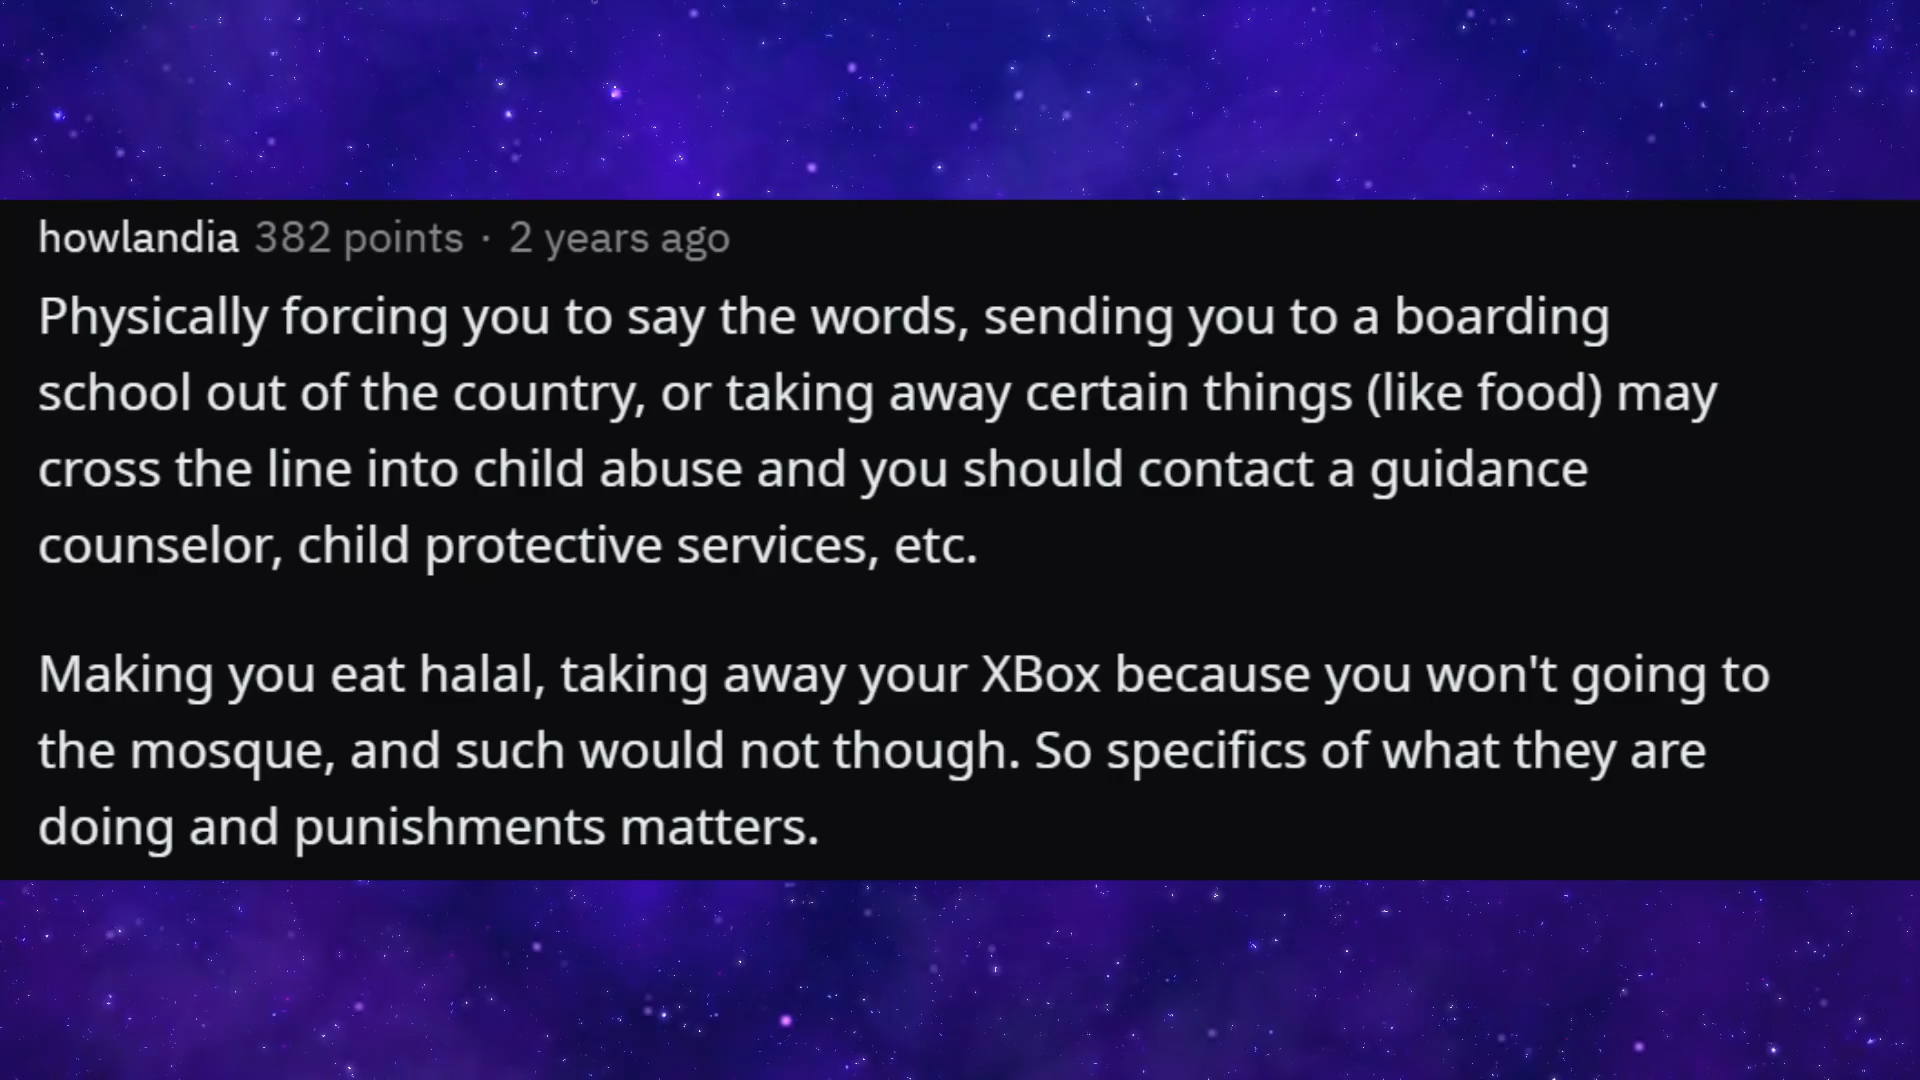 howlandia 382 points · 2 years ago
Physically forcing you to say the words, sending you to a boarding
school out of the country, or taking away certain things (like food) may
cross the line into child abuse and you should contact a guidance
counselor, child protective services, etc.
Making you eat halal, taking away your XBox because you won't going to
the mosque, and such would not though. So specifics of what they are
doing and punishments matters.